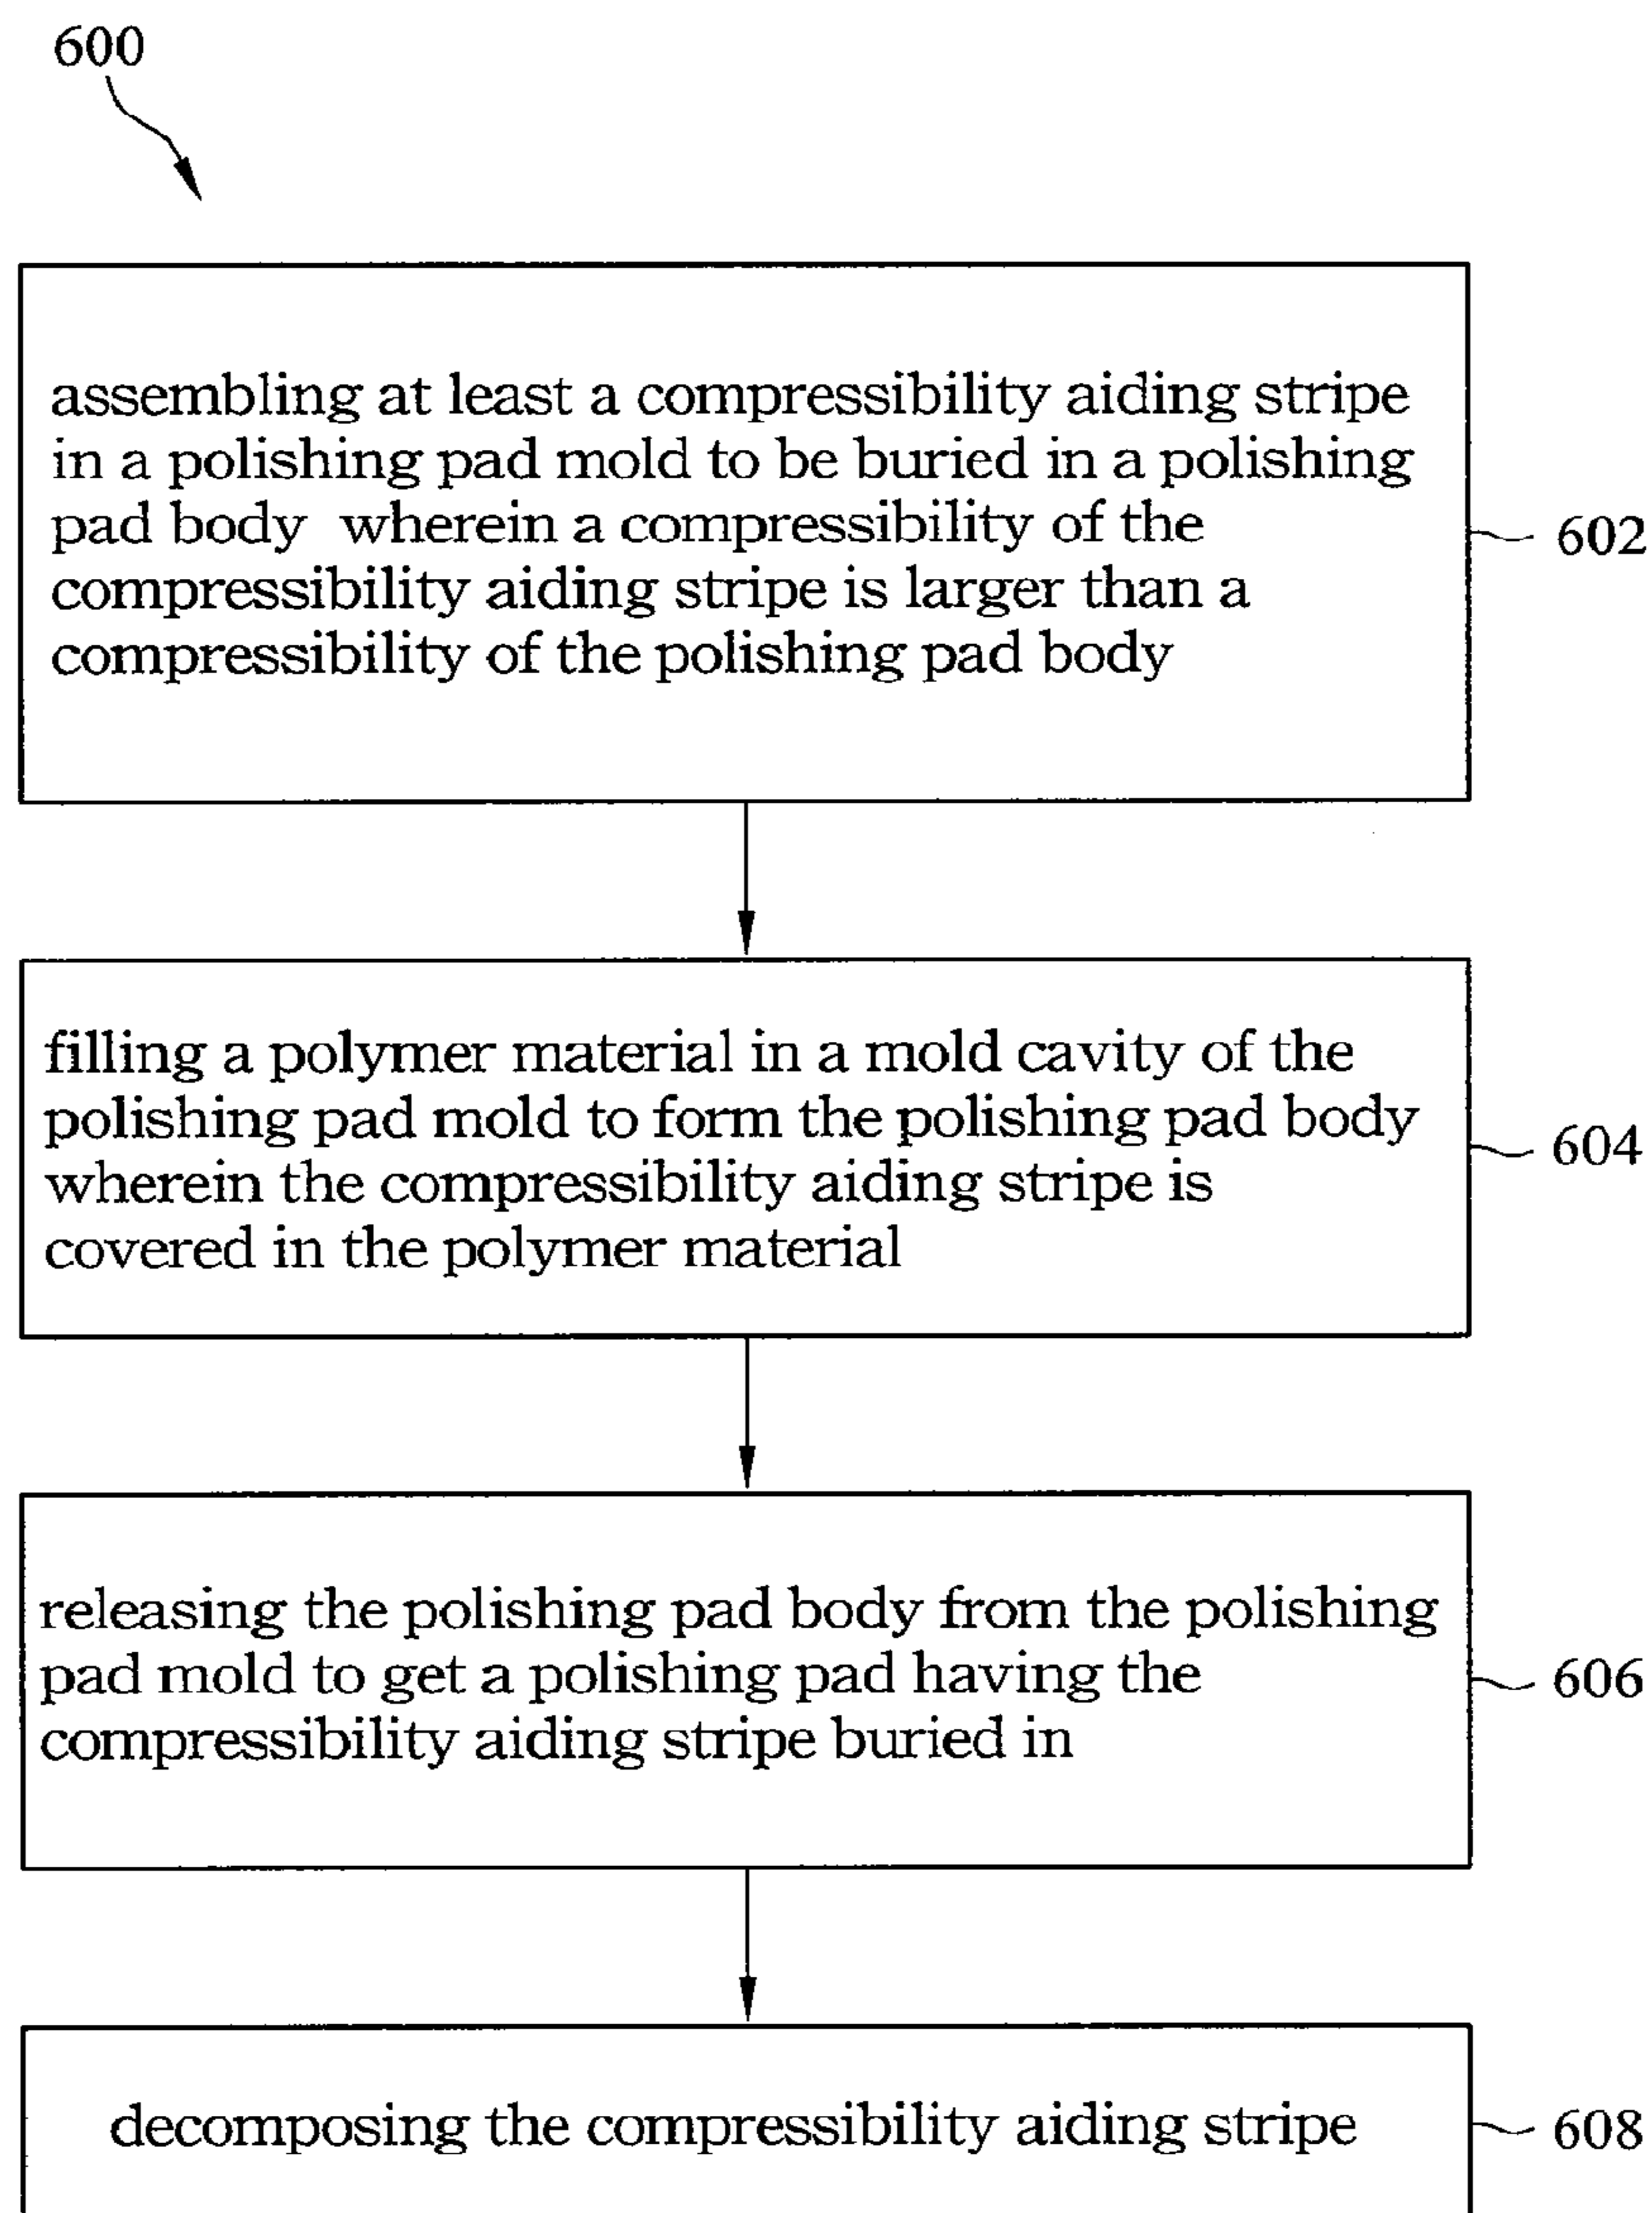 600
assembling at least a compressibility aiding stripe
in a polishing pad mold to be buried in a polishing
pad body wherein a compressibility of the
compressibility aiding stripe is larger than a
compressibility of the polishing pad body
602
filling a polymer material in a mold cavity of the
polishing pad mold to form the polishing pad body
wherein the compressibility aiding stripe is
covered in the polymer material
604
releasing the polishing pad body from the polishing
pad mold to get a polishing pad having the
compressibility aiding stripe buried in
606
decomposing the compressibility aiding stripe
608